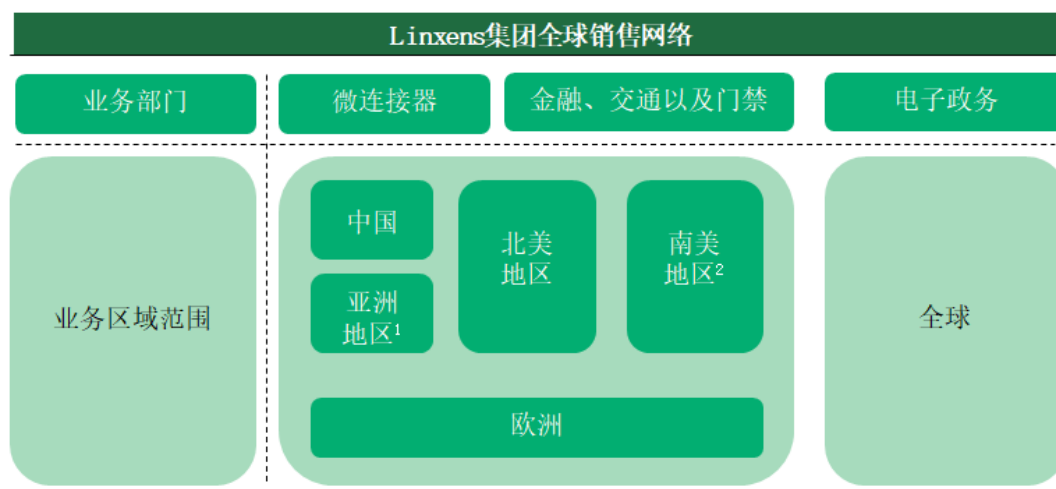 Linxens集团全球销售网络
业务部门
微连接器
金融、交通以及门禁
电子政务
业务区域范围
中国
亚洲
地区¹
北美
地区
南美
地区²
欧洲
全球